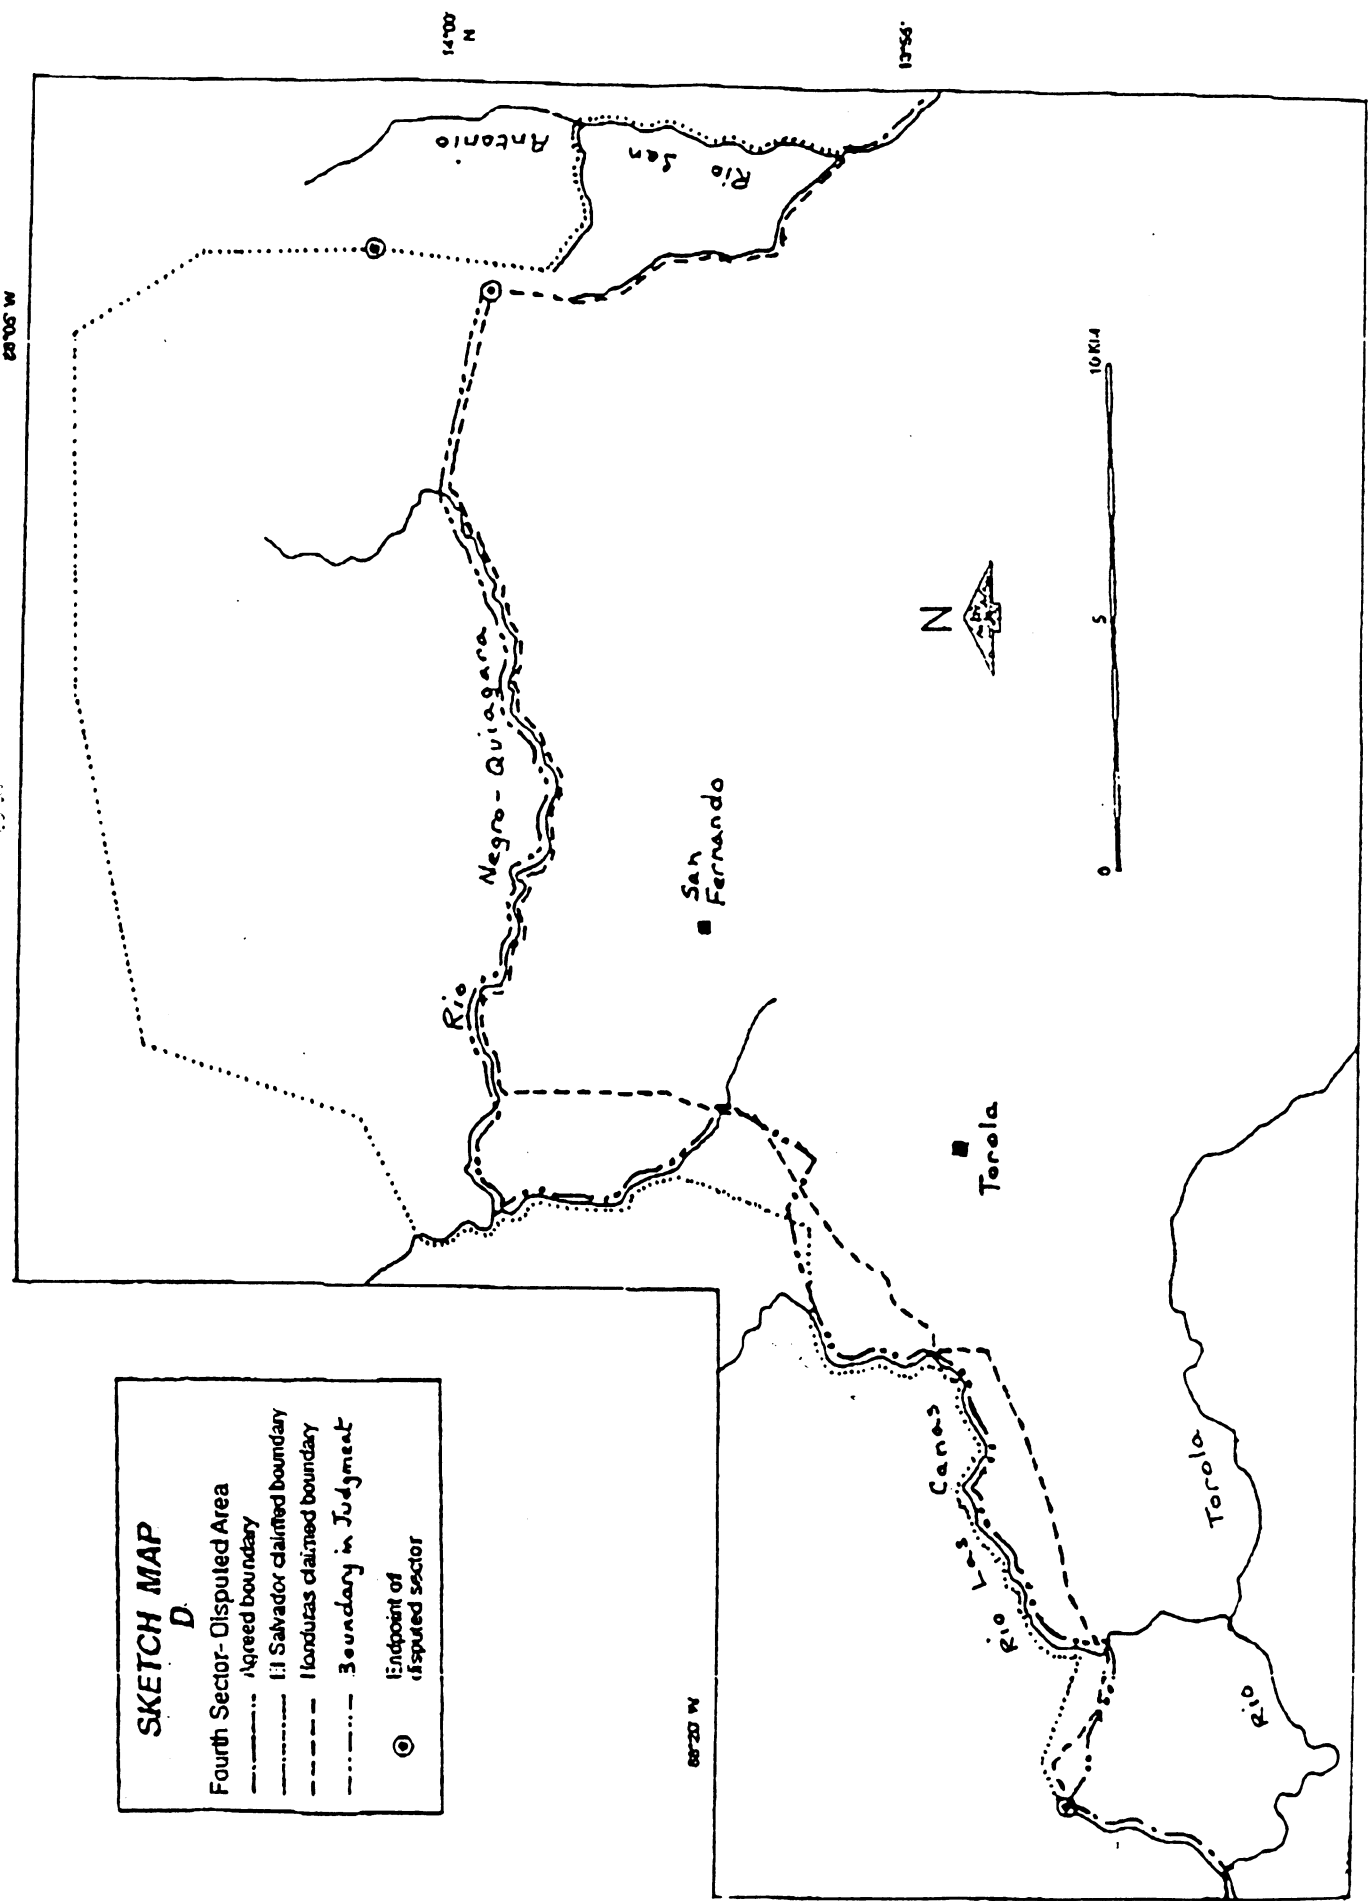 SKETCH MAP
D
Fourth Sector-Disputed Area
Agreed boundary
El Salvador claimed boundary
Honduras claimed boundary
Boundary in Judgment
Endpoint of
disputed sector
14°00'
N
13°56'
88°05' W
88°20' W
Rio
San
Antonio
Rio
Negro-Quiagara
San
Fernando
Torola
Rio
Las
Canas
Rio
Torola
N
0
5
10 KM